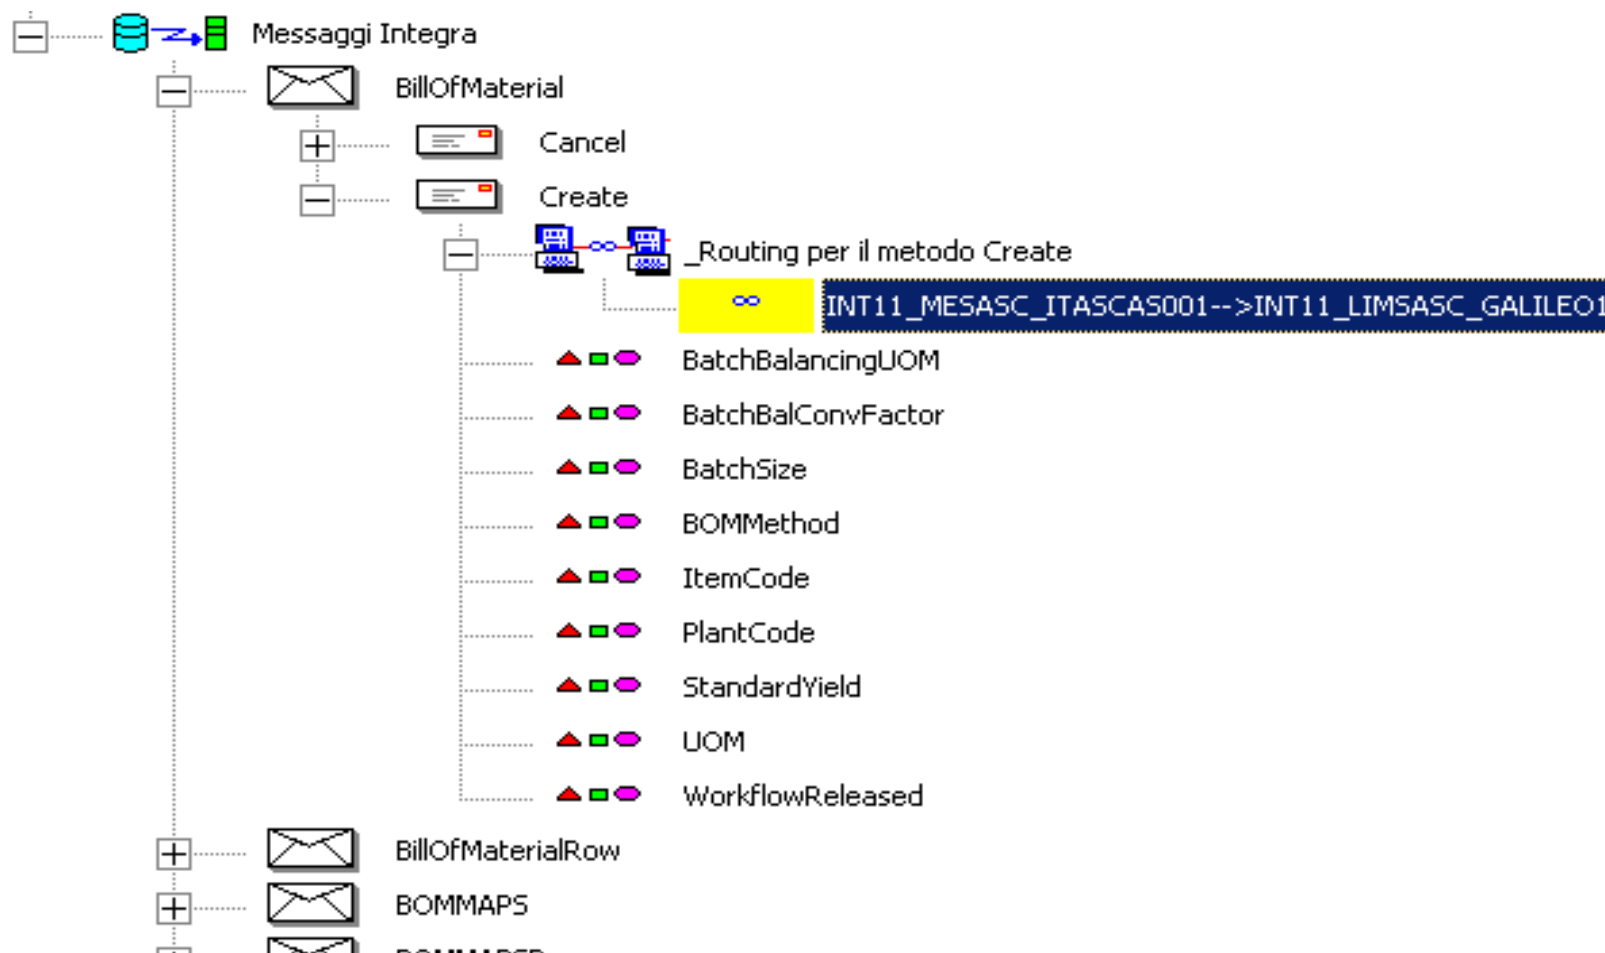 Messaggi Integra
BillOfMaterial
Cancel
Create
_Routing per il metodo Create
INT11_MESASC_ITASCAS001-->INT11_LIMSASC_GALILEO1
BatchBalancingUOM
BatchBalConvFactor
BatchSize
BOMMethod
ItemCode
PlantCode
StandardYield
UOM
WorkflowReleased
BillOfMaterialRow
BOMMAPS